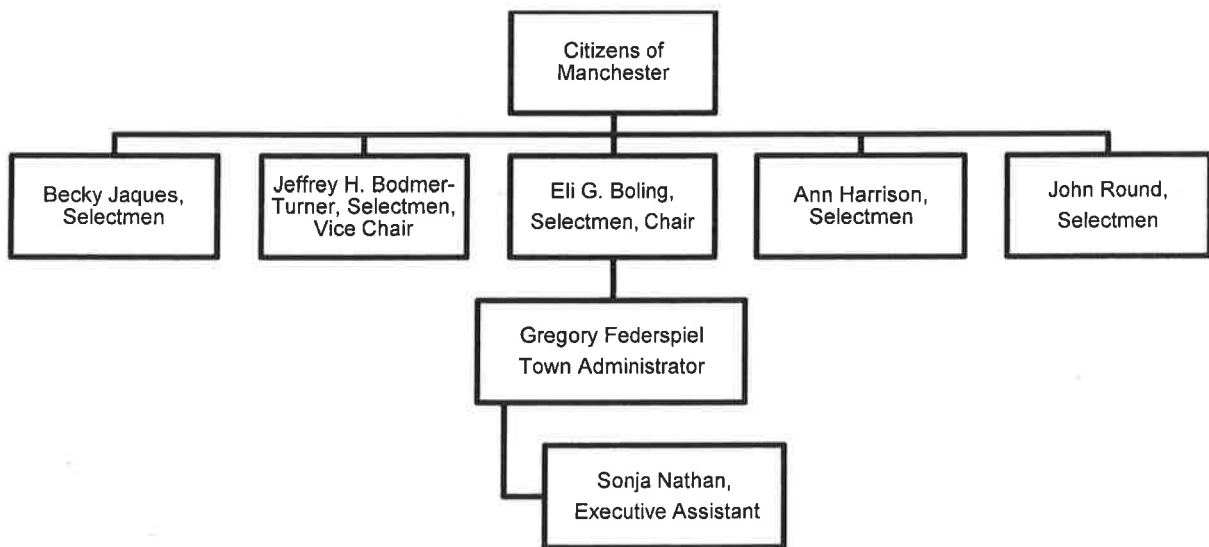 Citizens of
Manchester
Becky Jaques,
Selectmen
Jeffrey H. Bodmer-
Turner, Selectmen,
Vice Chair
Eli G. Boling,
Selectmen, Chair
Ann Harrison,
Selectmen
John Round,
Selectmen
Gregory Federspiel
Town Administrator
Sonja Nathan,
Executive Assistant